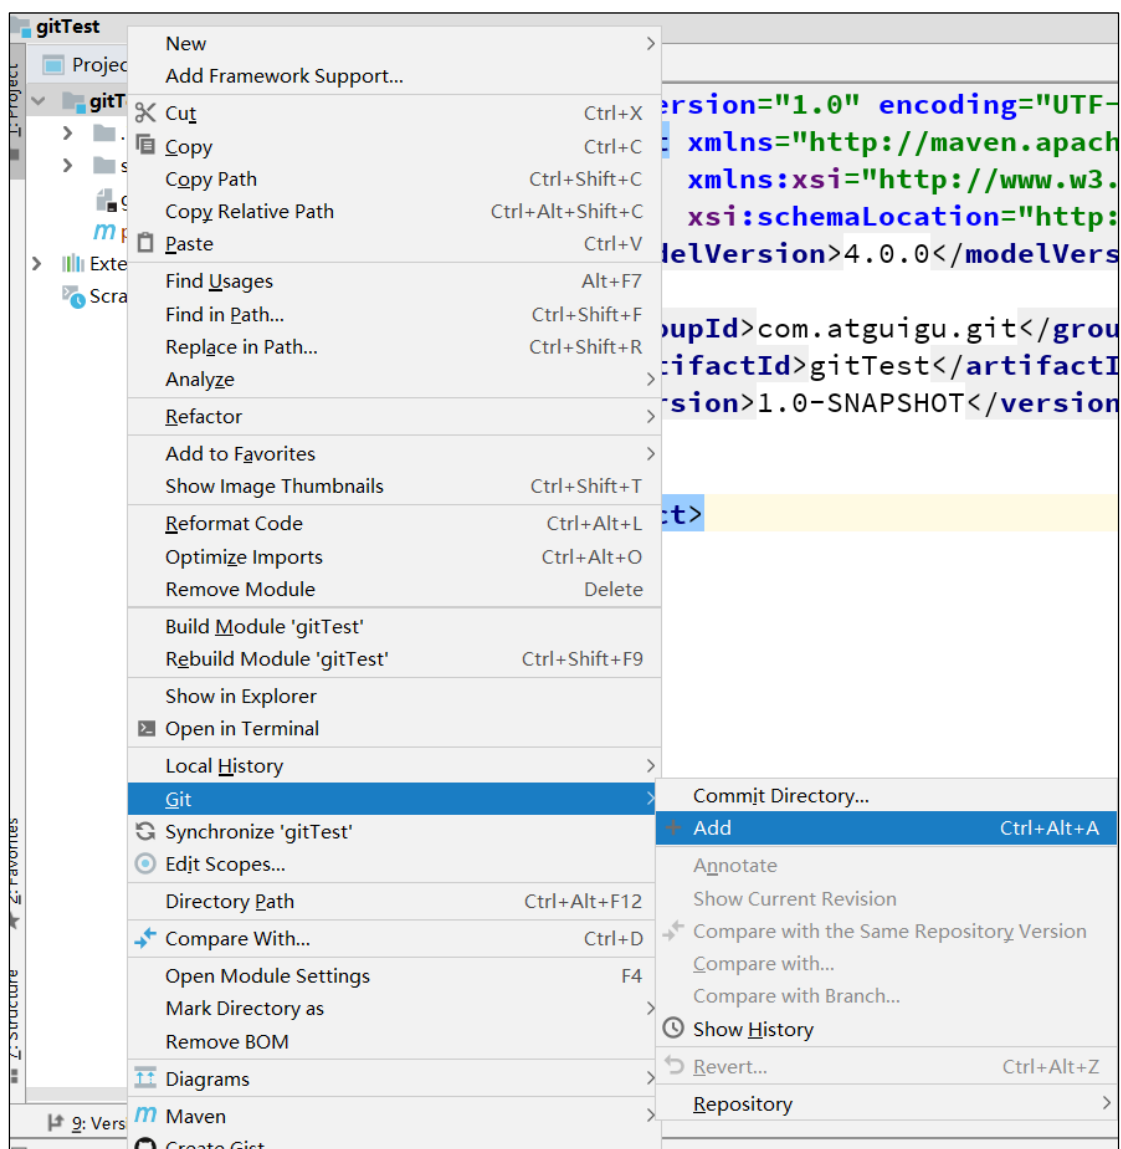 gitTest
Projec
1: Project
gitT
.
s
g
p
Exte
Scra
2: Favorites
Z: Structure
9: Vers
New
Add Framework Support...
Cut Ctrl+X
Copy Ctrl+C
Copy Path Ctrl+Shift+C
Copy Relative Path Ctrl+Alt+Shift+C
Paste Ctrl+V
Find Usages Alt+F7
Find in Path... Ctrl+Shift+F
Replace in Path... Ctrl+Shift+R
Analyze
Refactor
Add to Favorites
Show Image Thumbnails Ctrl+Shift+T
Reformat Code Ctrl+Alt+L
Optimize Imports Ctrl+Alt+O
Remove Module Delete
Build Module 'gitTest'
Rebuild Module 'gitTest' Ctrl+Shift+F9
Show in Explorer
Open in Terminal
Local History
Git
Synchronize 'gitTest'
Edit Scopes...
Directory Path Ctrl+Alt+F12
Compare With... Ctrl+D
Open Module Settings F4
Mark Directory as
Remove BOM
Diagrams
Maven
Create Gist
ersion="1.0" encoding="UTF-
t xmlns="http://maven.apach
xmlns:xsi="http://www.w3.
xsi:schemaLocation="http:
delVersion>4.0.0</modelVers
oupId>com.atguigu.git</grou
tifactId>gitTest</artifactI
rsion>1.0-SNAPSHOT</version
ct>
Commit Directory...
Add Ctrl+Alt+A
Annotate
Show Current Revision
Compare with the Same Repository Version
Compare with...
Compare with Branch...
Show History
Revert... Ctrl+Alt+Z
Repository